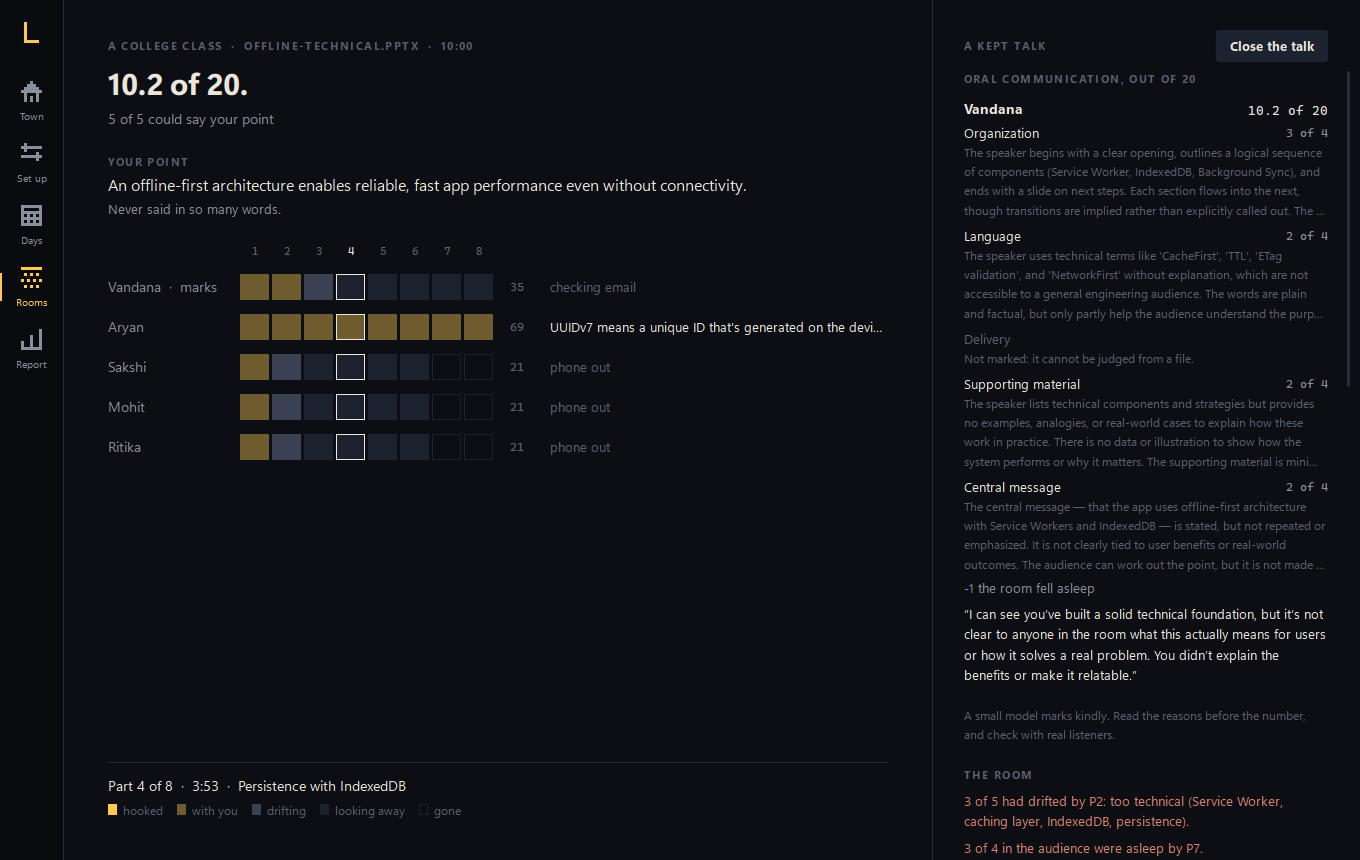 L
Town
Set up
Days
Rooms
Report
A COLLEGE CLASS · OFFLINE-TECHNICAL.PPTX · 10:00
10.2 of 20.
5 of 5 could say your point
YOUR POINT
An offline-first architecture enables reliable, fast app performance even without connectivity.
Never said in so many words.
1 2 3 4 5 6 7 8
Vandana · marks 35 checking email
Aryan 69 UUIDv7 means a unique ID that's generated on the devi...
Sakshi 21 phone out
Mohit 21 phone out
Ritika 21 phone out
Part 4 of 8 · 3:53 · Persistence with IndexedDB
hooked with you drifting looking away gone
A KEPT TALK
Close the talk
ORAL COMMUNICATION, OUT OF 20
Vandana 10.2 of 20
Organization 3 of 4
The speaker begins with a clear opening, outlines a logical sequence
of components (Service Worker, IndexedDB, Background Sync), and
ends with a slide on next steps. Each section flows into the next,
though transitions are implied rather than explicitly called out. The ...
Language 2 of 4
The speaker uses technical terms like 'CacheFirst', 'TTL', 'ETag
validation', and 'NetworkFirst' without explanation, which are not
accessible to a general engineering audience. The words are plain
and factual, but only partly help the audience understand the purp...
Delivery
Not marked: it cannot be judged from a file.
Supporting material 2 of 4
The speaker lists technical components and strategies but provides
no examples, analogies, or real-world cases to explain how these
work in practice. There is no data or illustration to show how the
system performs or why it matters. The supporting material is mini...
Central message 2 of 4
The central message — that the app uses offline-first architecture
with Service Workers and IndexedDB — is stated, but not repeated or
emphasized. It is not clearly tied to user benefits or real-world
outcomes. The audience can work out the point, but it is not made ...
-1 the room fell asleep
“I can see you’ve built a solid technical foundation, but it’s not
clear to anyone in the room what this actually means for users
or how it solves a real problem. You didn’t explain the
benefits or make it relatable.”
A small model marks kindly. Read the reasons before the number,
and check with real listeners.
THE ROOM
3 of 5 had drifted by P2: too technical (Service Worker,
caching layer, IndexedDB, persistence).
3 of 4 in the audience were asleep by P7.